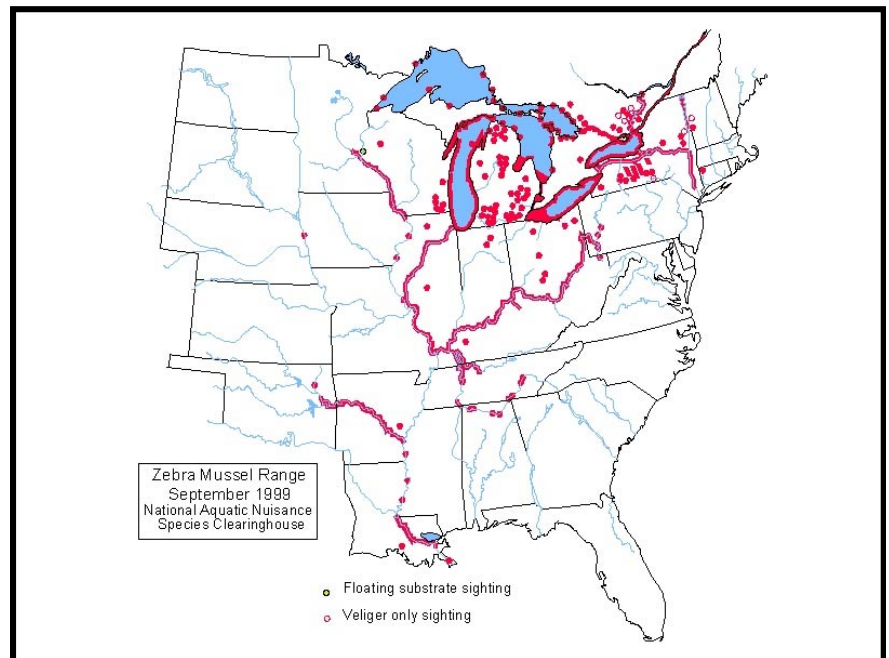 Zebra Mussel Range
September 1999
National Aquatic Nuisance
Species Clearinghouse
Floating substrate sighting
Veliger only sighting